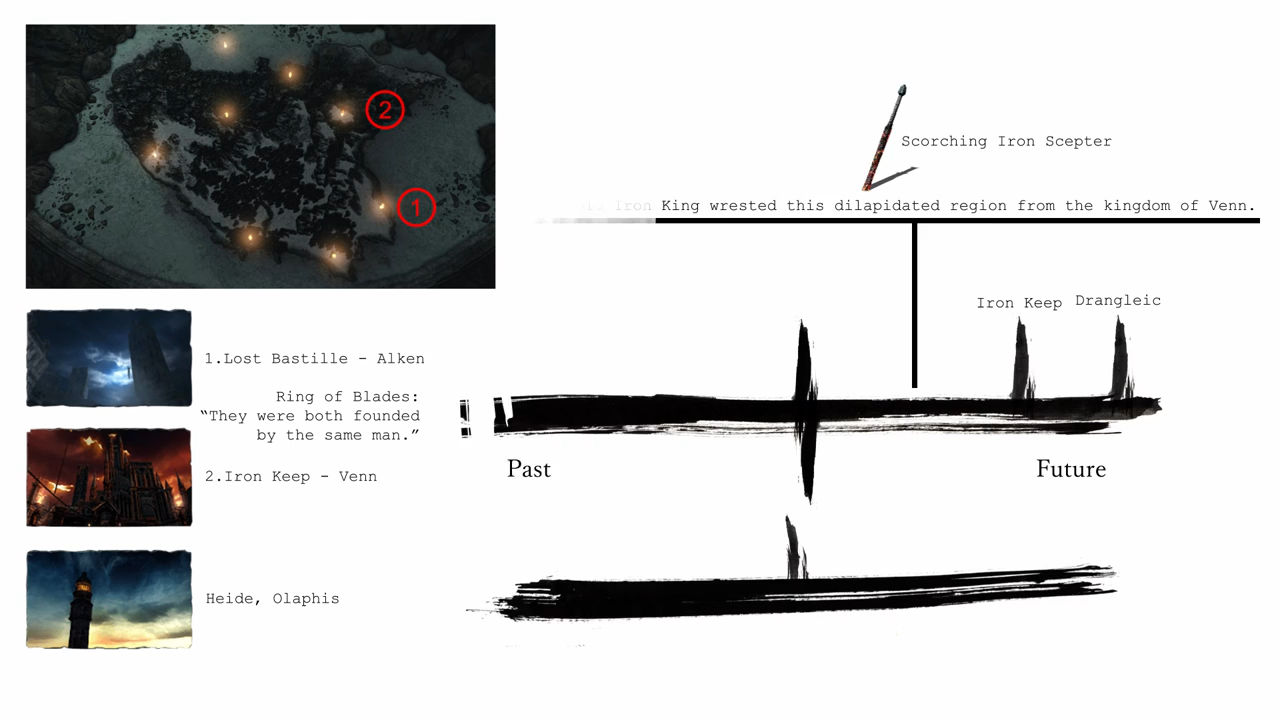 2
1
Scorching Iron Scepter
Iron King wrested this dilapidated region from the kingdom of Venn.
Iron Keep
Drangleic
1.Lost Bastille - Alken
Ring of Blades:
“They were both founded
by the same man.”
2.Iron Keep - Venn
Past
Future
Heide, Olaphis